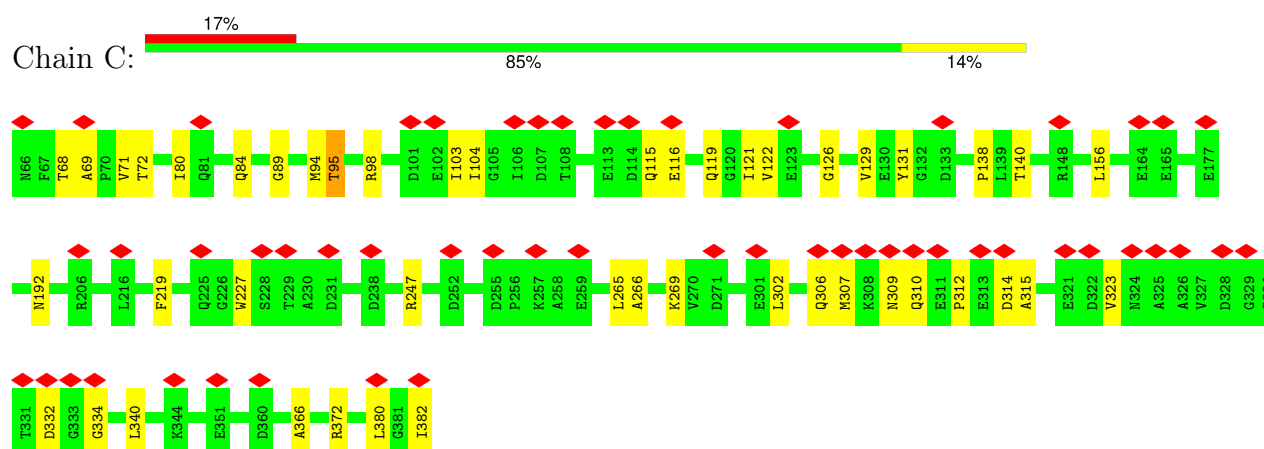 17%
Chain C:
85% 14%
N66 F67 T68 A69 P70 V71 T72 I80 Q81 Q84 G89 M94 T95 R98 D101 E102 I103 I104 G105 I106 D107 T108 E113 D114 Q115 E116 Q119 G120 I121 V122 E123 G126 V129 E130 Y131 G132 D133 P138 L139 T140 R148 L156 E164 E165 E177
N192 R206 L216 F219 Q225 G226 W227 S228 T229 A230 D231 D238 R247 D252 D255 P256 K257 A258 E259 L265 A266 K269 V270 D271 E301 L302 Q306 M307 K308 N309 Q310 E311 P312 E313 D314 A315 E321 D322 V323 N324 A325 A326 V327 D328 G329
T331 D332 G333 G334 L340 K344 E351 D360 A366 R372 L380 G381 I382